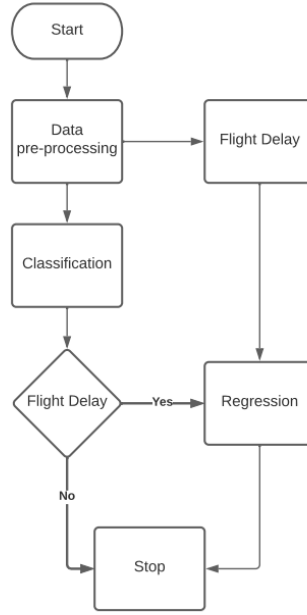 Start
Data
pre-processing
Flight Delay
Classification
Flight Delay
Yes
Regression
No
Stop